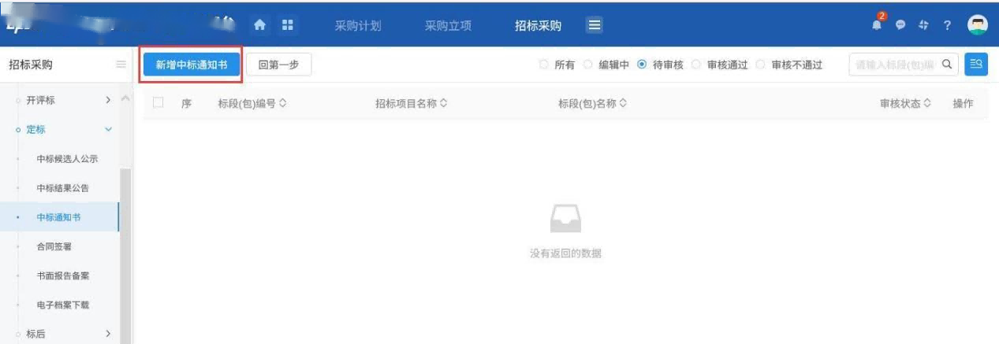 采购计划 采购立项 招标采购 2 ?
招标采购 新增中标通知书 回第一步 所有 编辑中 待审核 审核通过 审核不通过 请输入标段(包)编
开评标
序 标段(包)编号 招标项目名称 标段(包)名称 审核状态 操作
定标
中标候选人公示
中标结果公告
中标通知书
合同签署
没有返回的数据
书面报告备案
电子档案下载
标后